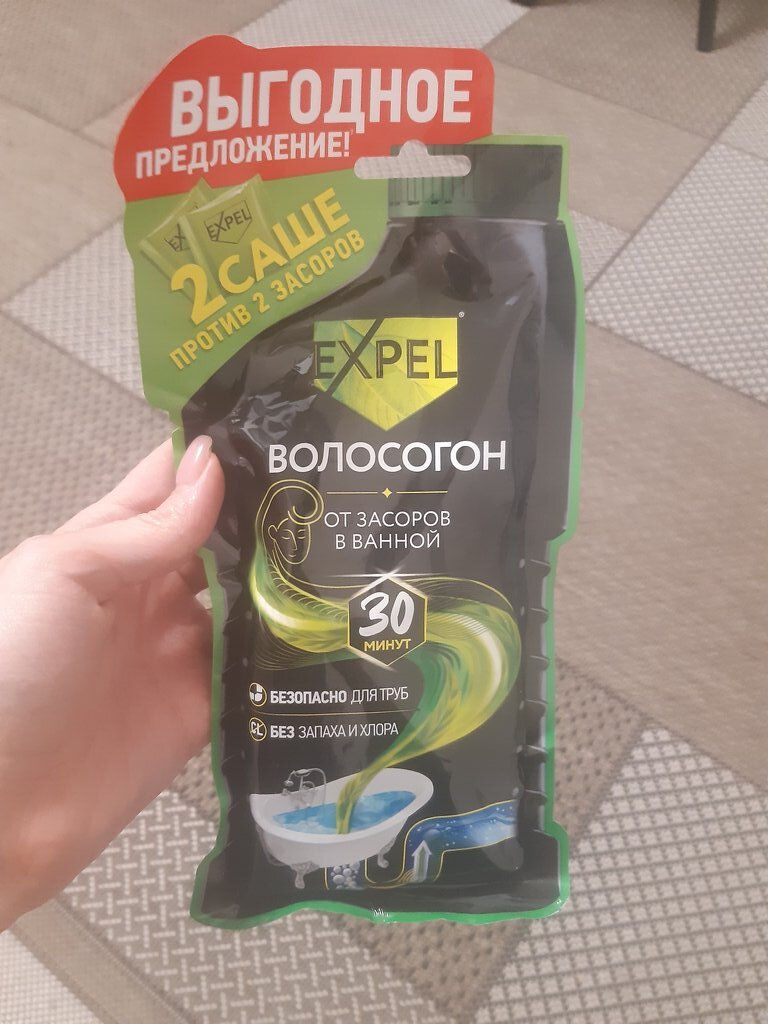 ВЫГОДНОЕ
ПРЕДЛОЖЕНИЕ!
EXPEL
2 САШЕ
ПРОТИВ 2 ЗАСОРОВ
EXPEL®
ВОЛОСОГОН
ОТ ЗАСОРОВ
В ВАННОЙ
30
МИНУТ
БЕЗОПАСНО ДЛЯ ТРУБ
CL БЕЗ ЗАПАХА И ХЛОРА